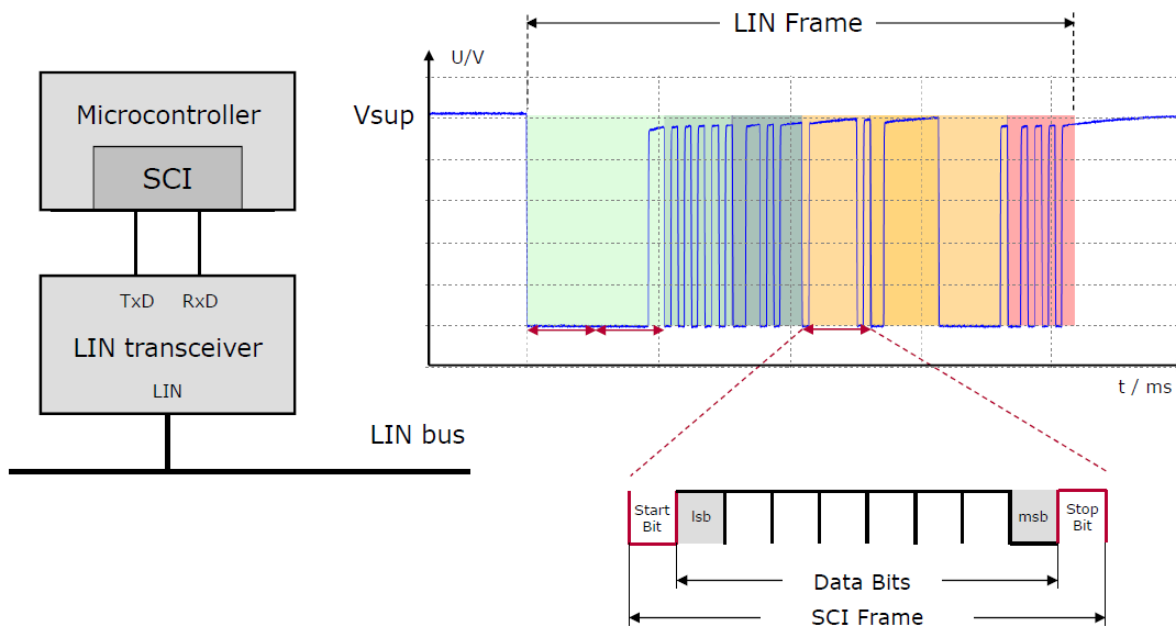 LIN Frame
U/V
Vsup
t / ms
Microcontroller
SCI
TxD RxD
LIN transceiver
LIN
LIN bus
Start
Bit
lsb
msb
Stop
Bit
Data Bits
SCI Frame